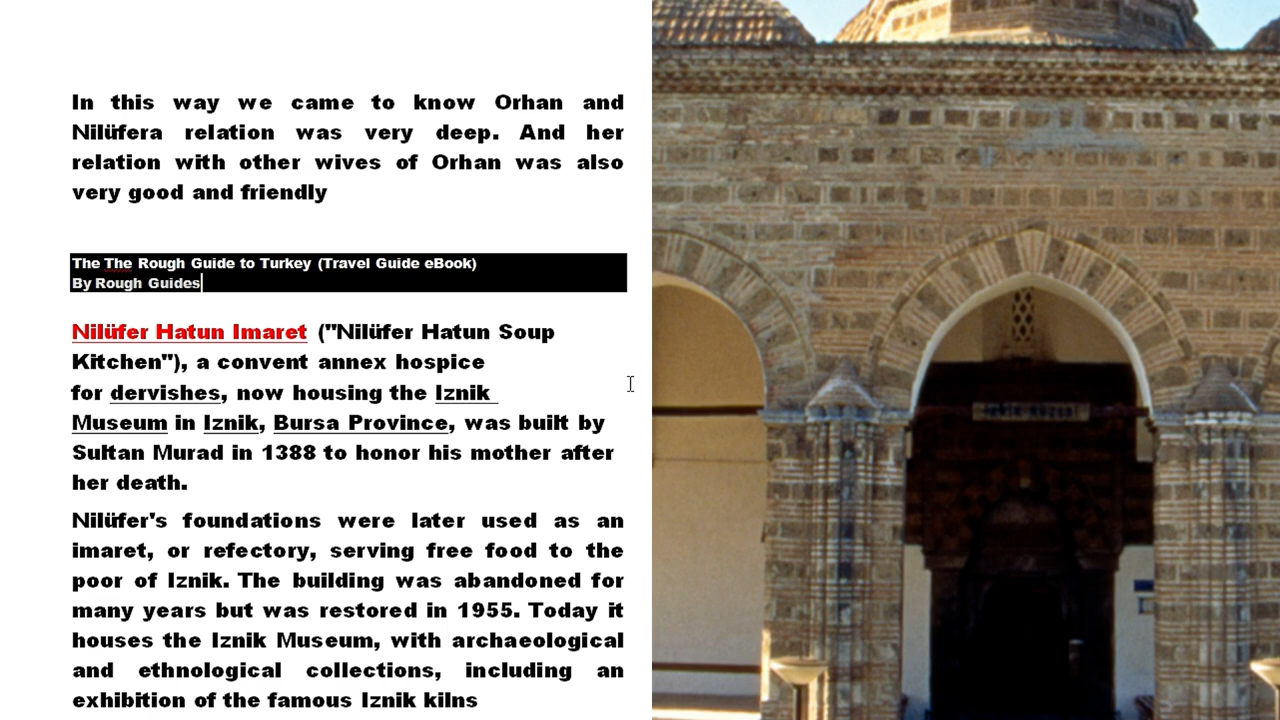 In this way we came to know Orhan and
Nilüfera relation was very deep. And her
relation with other wives of Orhan was also
very good and friendly
The The Rough Guide to Turkey (Travel Guide eBook)
By Rough Guides
Nilüfer Hatun Imaret ("Nilüfer Hatun Soup
Kitchen"), a convent annex hospice
for dervishes, now housing the Iznik
Museum in Iznik, Bursa Province, was built by
Sultan Murad in 1388 to honor his mother after
her death.
Nilüfer's foundations were later used as an
imaret, or refectory, serving free food to the
poor of Iznik. The building was abandoned for
many years but was restored in 1955. Today it
houses the Iznik Museum, with archaeological
and ethnological collections, including an
exhibition of the famous Iznik kilns